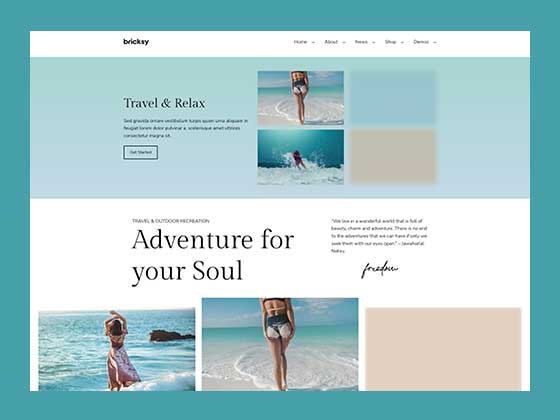 bricksy
Home About News Shop Demos
Travel & Relax
Sed gravida ornare vestibulum turpis quam urna aliquam in
feugiat lorem dolor pulvinar a, scelerisque amet ultrices
consectetur magna sit.
Get Started
TRAVEL & OUTDOOR RECREATION
Adventure for
your Soul
"We live in a wonderful world that is full of
beauty, charm and adventure. There is no end
to the adventures that we can have if only we
seek them with our eyes open." – Jawaharlal
Nehru.
freedom